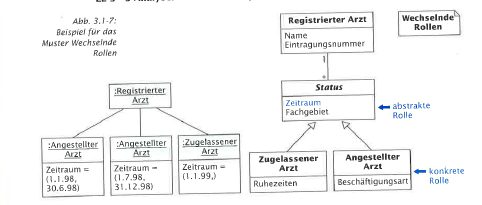 Abb. 3.1-7:
Beispiel für das
Muster Wechselnde
Rollen
:Registrierter
Arzt
:Angestellter
Arzt
Zeitraum =
(1.1.98,
30.6.98)
:Angestellter
Arzt
Zeitraum =
(1.7.98,
31.12.98)
:Zugelassener
Arzt
Zeitraum =
(1.1.99,)
Registrierter Arzt
Name
Eintragungsnummer
1
*
Status
Zeitraum
Fachgebiet
Zugelassener
Arzt
Ruhezeiten
Angestellter
Arzt
Beschäftigungsart
Wechselnde
Rollen
abstrakte
Rolle
konkrete
Rolle